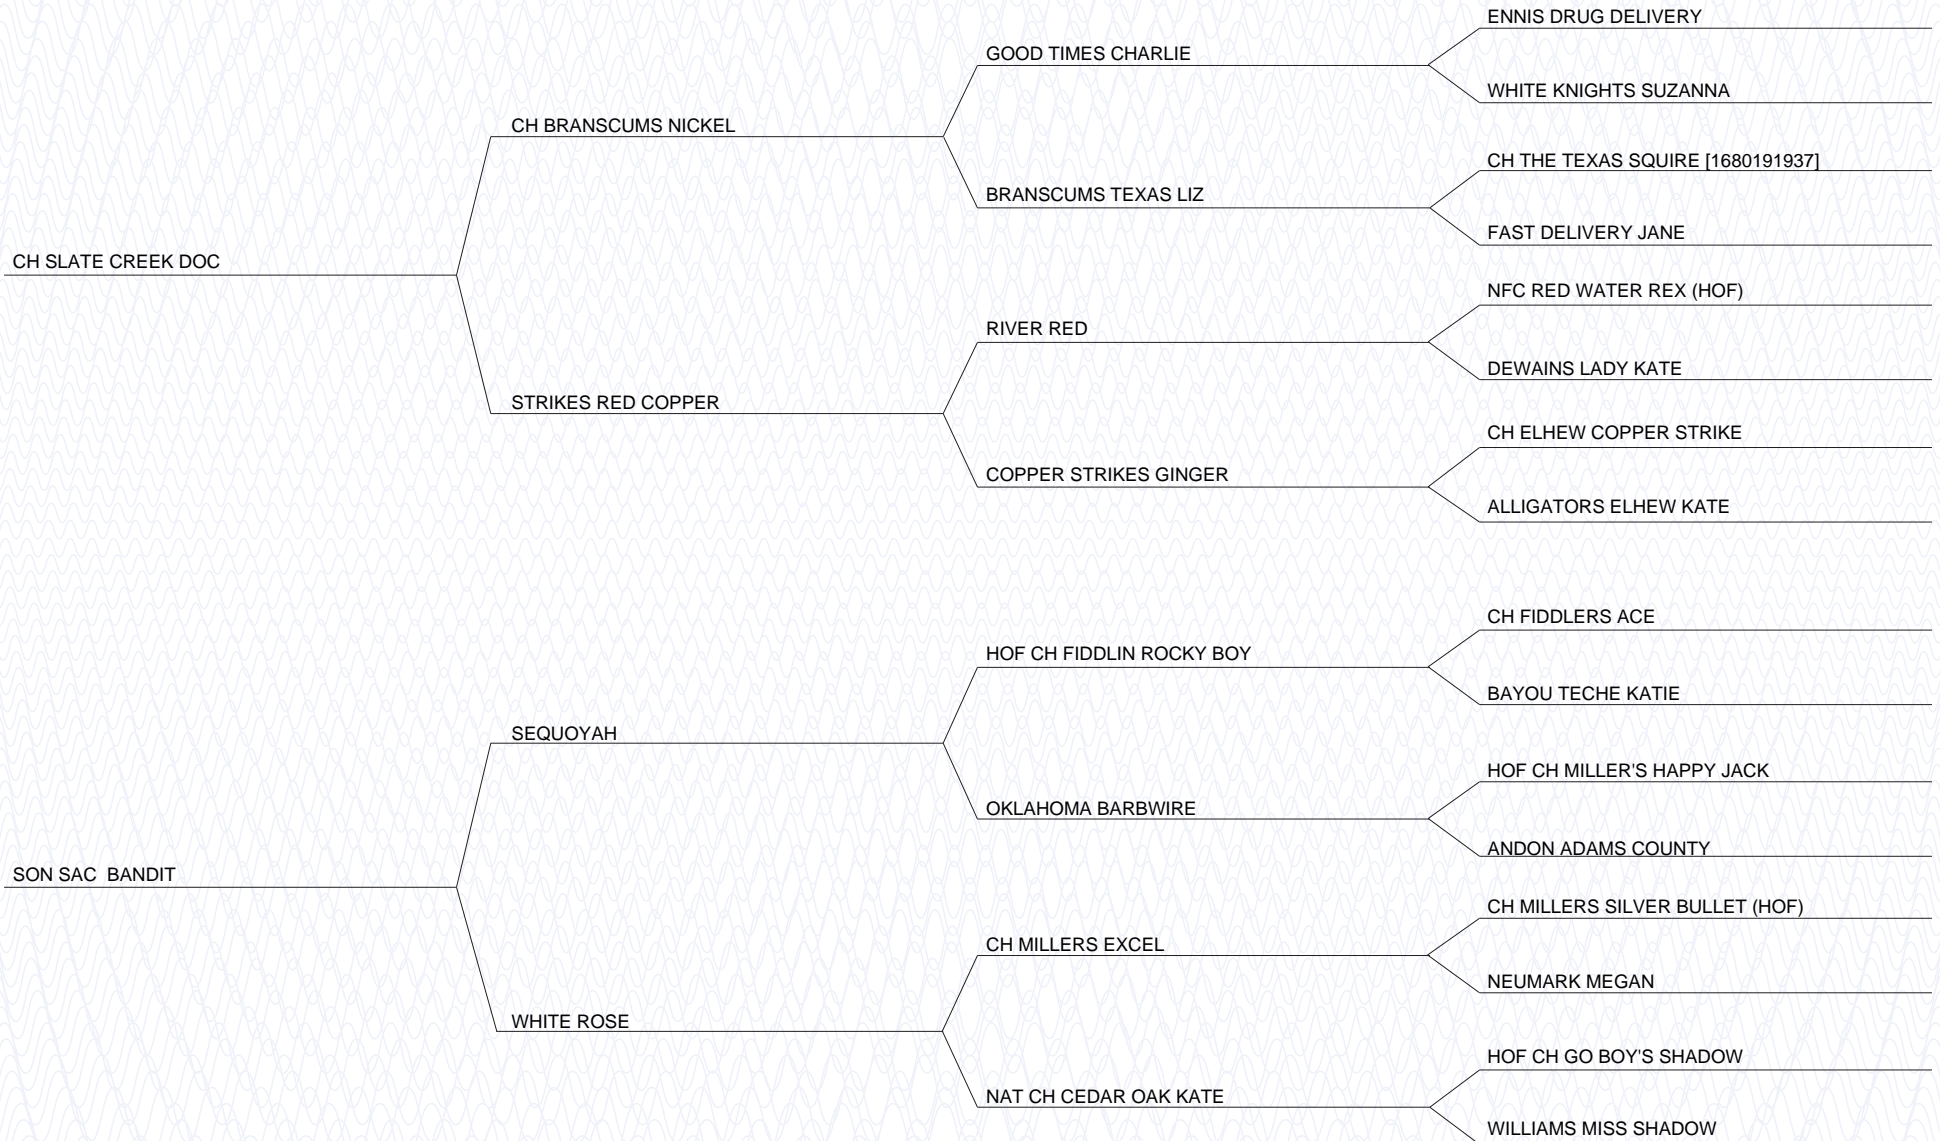 ENNIS DRUG DELIVERY
GOOD TIMES CHARLIE
WHITE KNIGHTS SUZANNA
CH BRANSCUMS NICKEL
CH THE TEXAS SQUIRE [1680191937]
BRANSCUMS TEXAS LIZ
FAST DELIVERY JANE
CH SLATE CREEK DOC
NFC RED WATER REX (HOF)
RIVER RED
DEWAINS LADY KATE
STRIKES RED COPPER
CH ELHEW COPPER STRIKE
COPPER STRIKES GINGER
ALLIGATORS ELHEW KATE
CH FIDDLERS ACE
HOF CH FIDDLIN ROCKY BOY
BAYOU TECHE KATIE
SEQUOYAH
HOF CH MILLER'S HAPPY JACK
OKLAHOMA BARBWIRE
ANDON ADAMS COUNTY
SON SAC  BANDIT
CH MILLERS SILVER BULLET (HOF)
CH MILLERS EXCEL
NEUMARK MEGAN
WHITE ROSE
HOF CH GO BOY'S SHADOW
NAT CH CEDAR OAK KATE
WILLIAMS MISS SHADOW